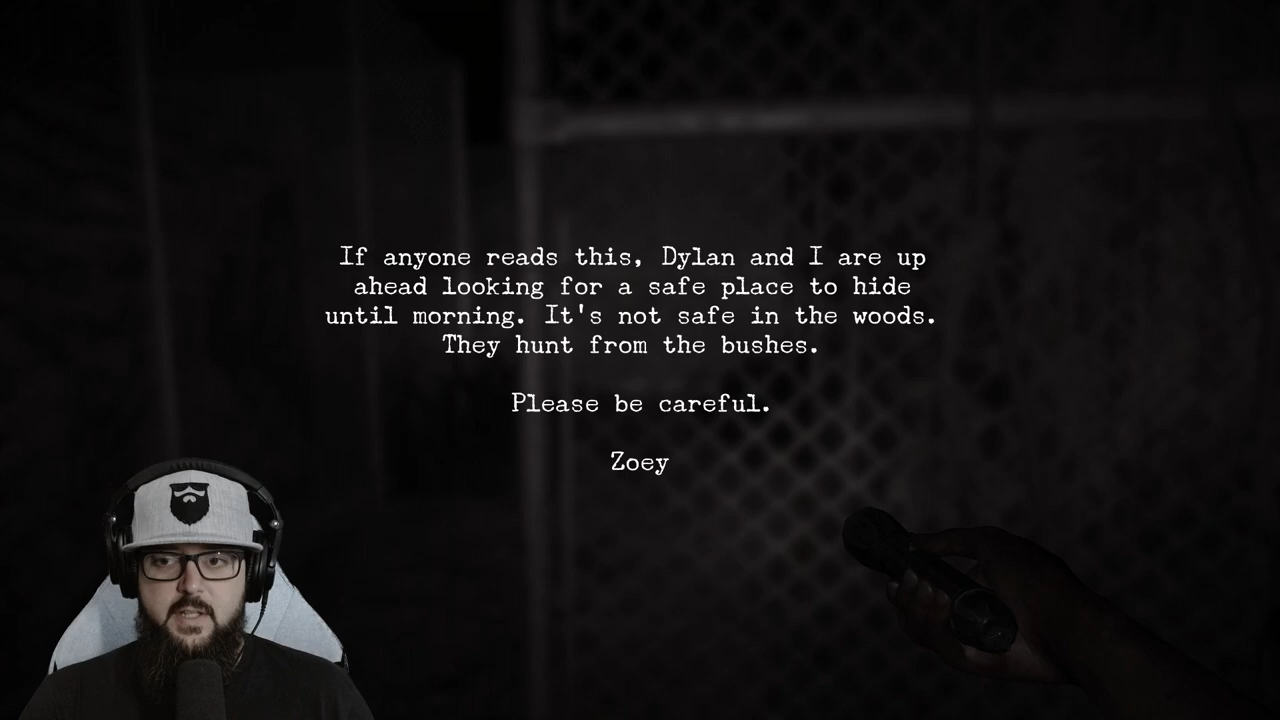 If anyone reads this, Dylan and I are up
ahead looking for a safe place to hide
until morning. It's not safe in the woods.
They hunt from the bushes.
Please be careful.
Zoey